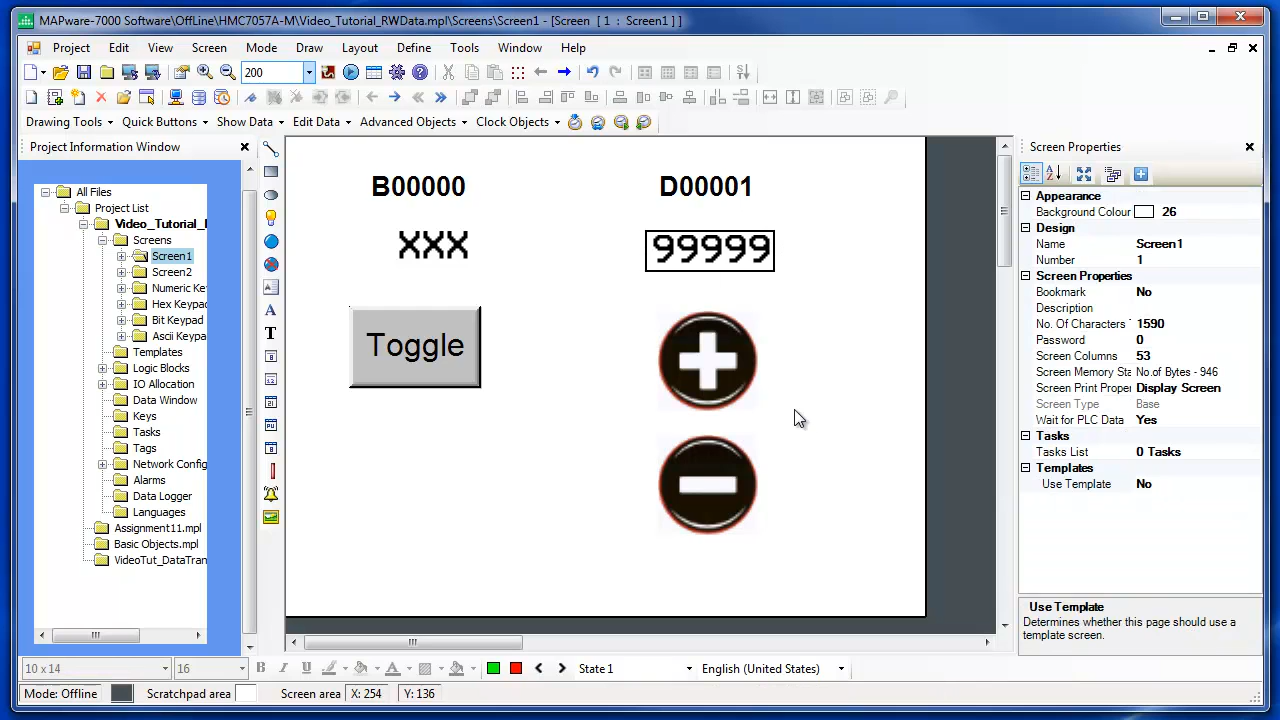 MAPware-7000 Software\OffLine\HMC7057A-M\Video_Tutorial_RWData.mpl\Screens\Screen1 - [Screen [ 1 : Screen1 ] ]
Project Edit View Screen Mode Draw Layout Define Tools Window Help
200
Drawing Tools Quick Buttons Show Data Edit Data Advanced Objects Clock Objects
Project Information Window
All Files
Project List
Video_Tutorial_
Screens
Screen1
Screen2
Numeric Ke
Hex Keypad
Bit Keypad
Ascii Keypa
Templates
Logic Blocks
IO Allocation
Data Window
Keys
Tasks
Tags
Network Config
Alarms
Data Logger
Languages
Assignment11.mpl
Basic Objects.mpl
VideoTut_DataTran
B00000 D00001
XXX 99999
Toggle
Screen Properties
Appearance
Background Colour 26
Design
Name Screen1
Number 1
Screen Properties
Bookmark No
Description
No. Of Characters 1590
Password 0
Screen Columns 53
Screen Memory Sta No.of Bytes - 946
Screen Print Proper Display Screen
Screen Type Base
Wait for PLC Data Yes
Tasks
Tasks List 0 Tasks
Templates
Use Template No
Use Template
Determines whether this page should use a
template screen.
10 x 14 16 B I U A State 1 English (United States)
Mode: Offline Scratchpad area Screen area X: 254 Y: 136